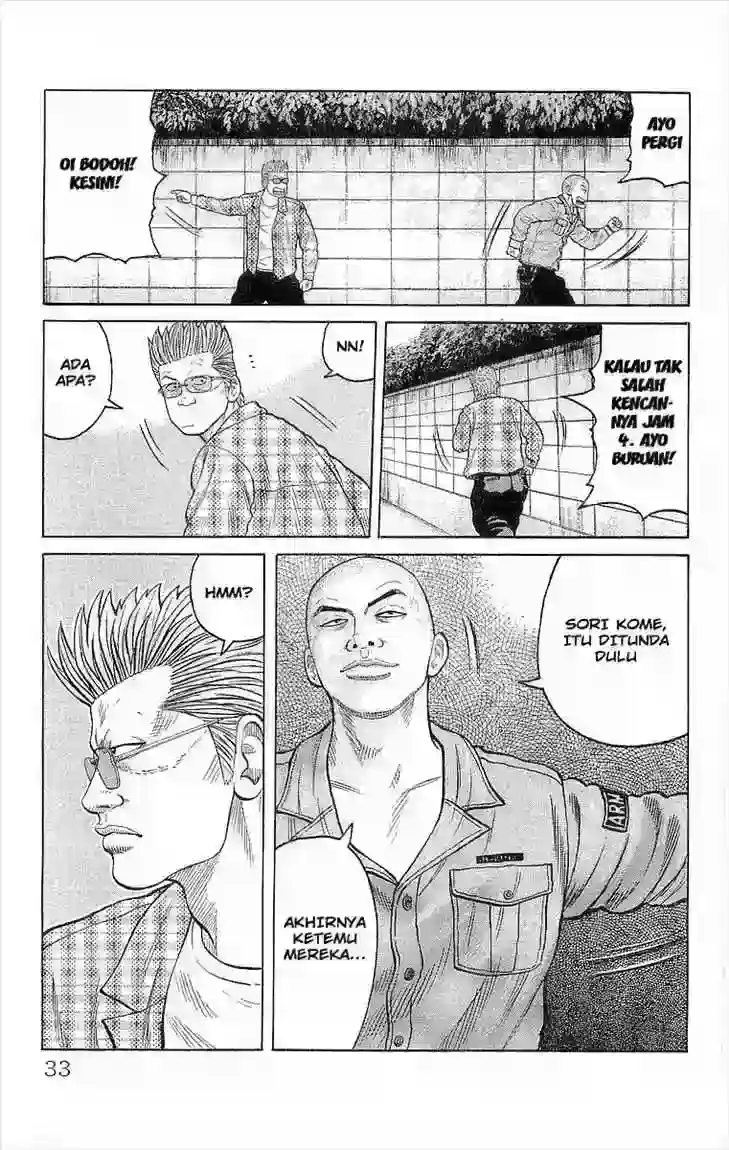 AYO
PERGI
OI BODOH!
KESINI!
KALAU TAK
SALAH
KENCAN-
NYA JAM
4. AYO
BURUAN!
NN!
ADA
APA?
SORI KOME,
ITU DITUNDA
DULU
ARM
AKHIRNYA
KETEMU
MEREKA...
HMM?
33